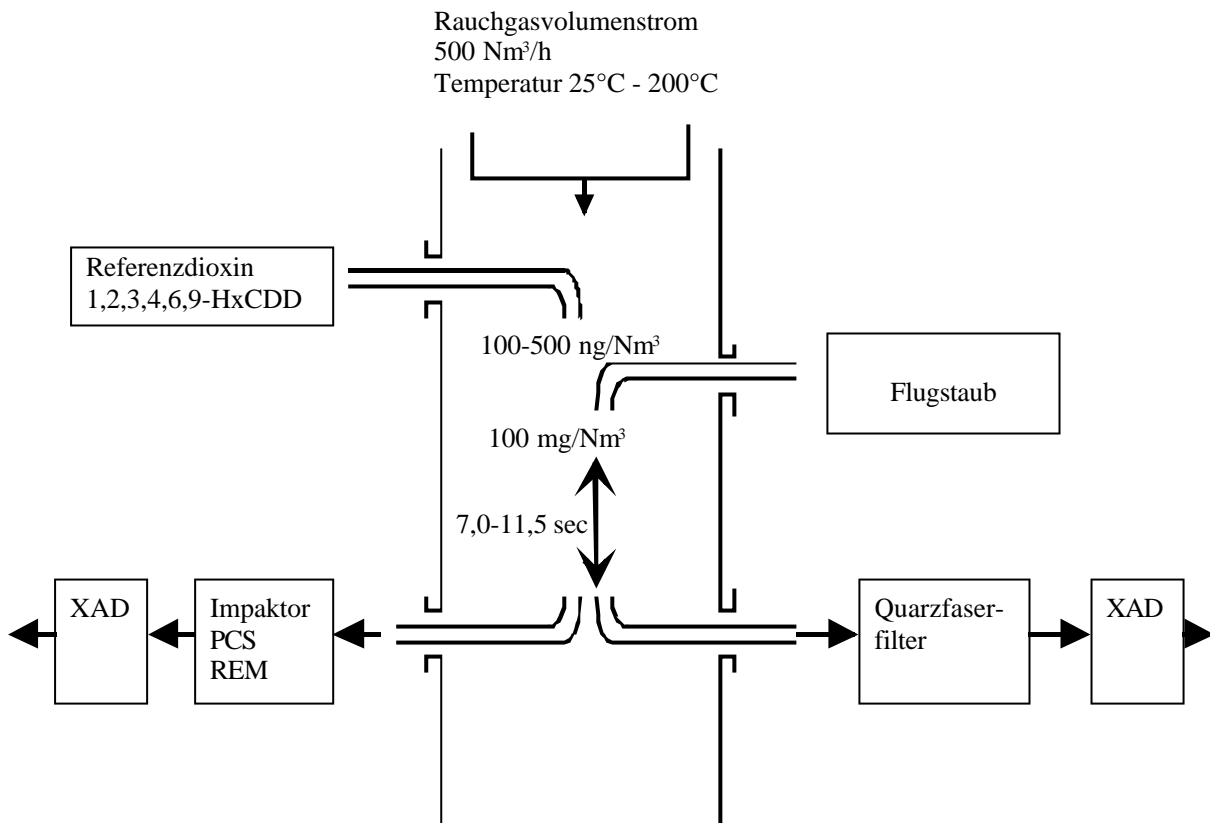 Rauchgasvolumenstrom
500 Nm³/h
Temperatur 25°C - 200°C
Referenzdioxin
1,2,3,4,6,9-HxCDD
100-500 ng/Nm³
Flugstaub
100 mg/Nm³
7,0-11,5 sec
XAD
Impaktor
PCS
REM
Quarzfaser-
filter
XAD